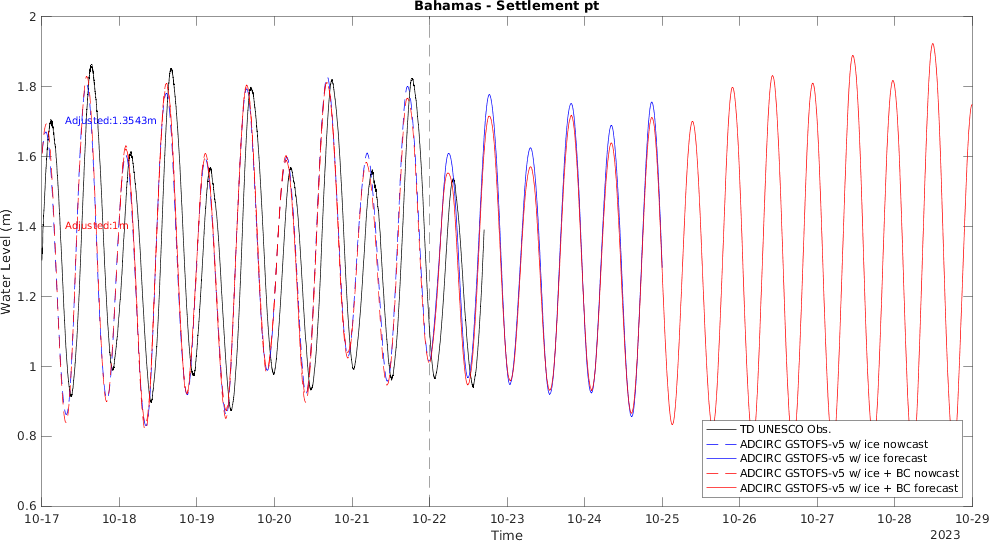 Bahamas - Settlement pt
Water Level (m)
2
1.8
1.6
1.4
1.2
1
0.8
0.6
Adjusted:1.3543m
Adjusted:1m
TD UNESCO Obs.
ADCIRC GSTOFS-v5 w/ ice nowcast
ADCIRC GSTOFS-v5 w/ ice forecast
ADCIRC GSTOFS-v5 w/ ice + BC nowcast
ADCIRC GSTOFS-v5 w/ ice + BC forecast
10-17 10-18 10-19 10-20 10-21 10-22 10-23 10-24 10-25 10-26 10-27 10-28 10-29
Time
2023